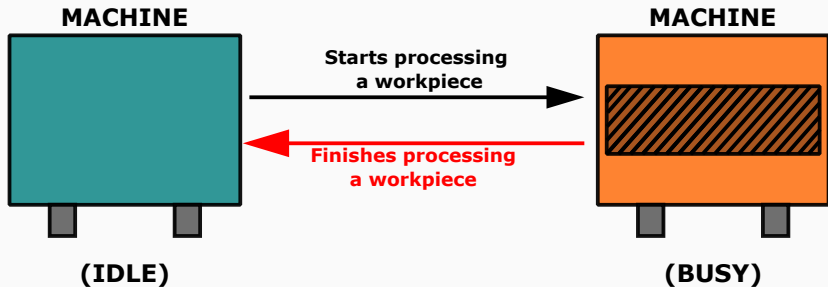 MACHINE
MACHINE
Starts processing
a workpiece
Finishes processing
a workpiece
(IDLE)
(BUSY)